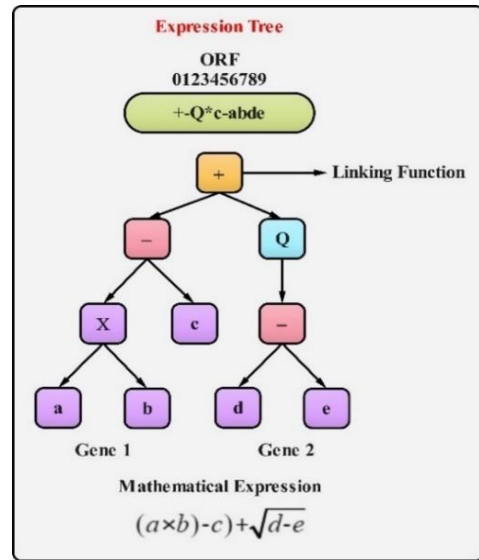 Expression Tree
ORF
0123456789
+-Q*c-abde
+
Linking Function
–
Q
X
c
–
a
b
d
e
Gene 1
Gene 2
Mathematical Expression
(a×b)-c)+√d-e